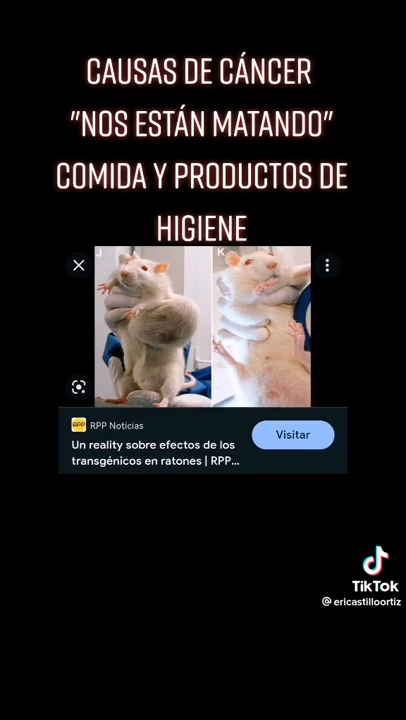 CAUSAS DE CÁNCER
"NOS ESTÁN MATANDO"
COMIDA Y PRODUCTOS DE
HIGIENE
J
K
RPP
RPP Noticias
Un reality sobre efectos de los
transgénicos en ratones | RPP...
Visitar
TikTok
@ ericastilloortiz